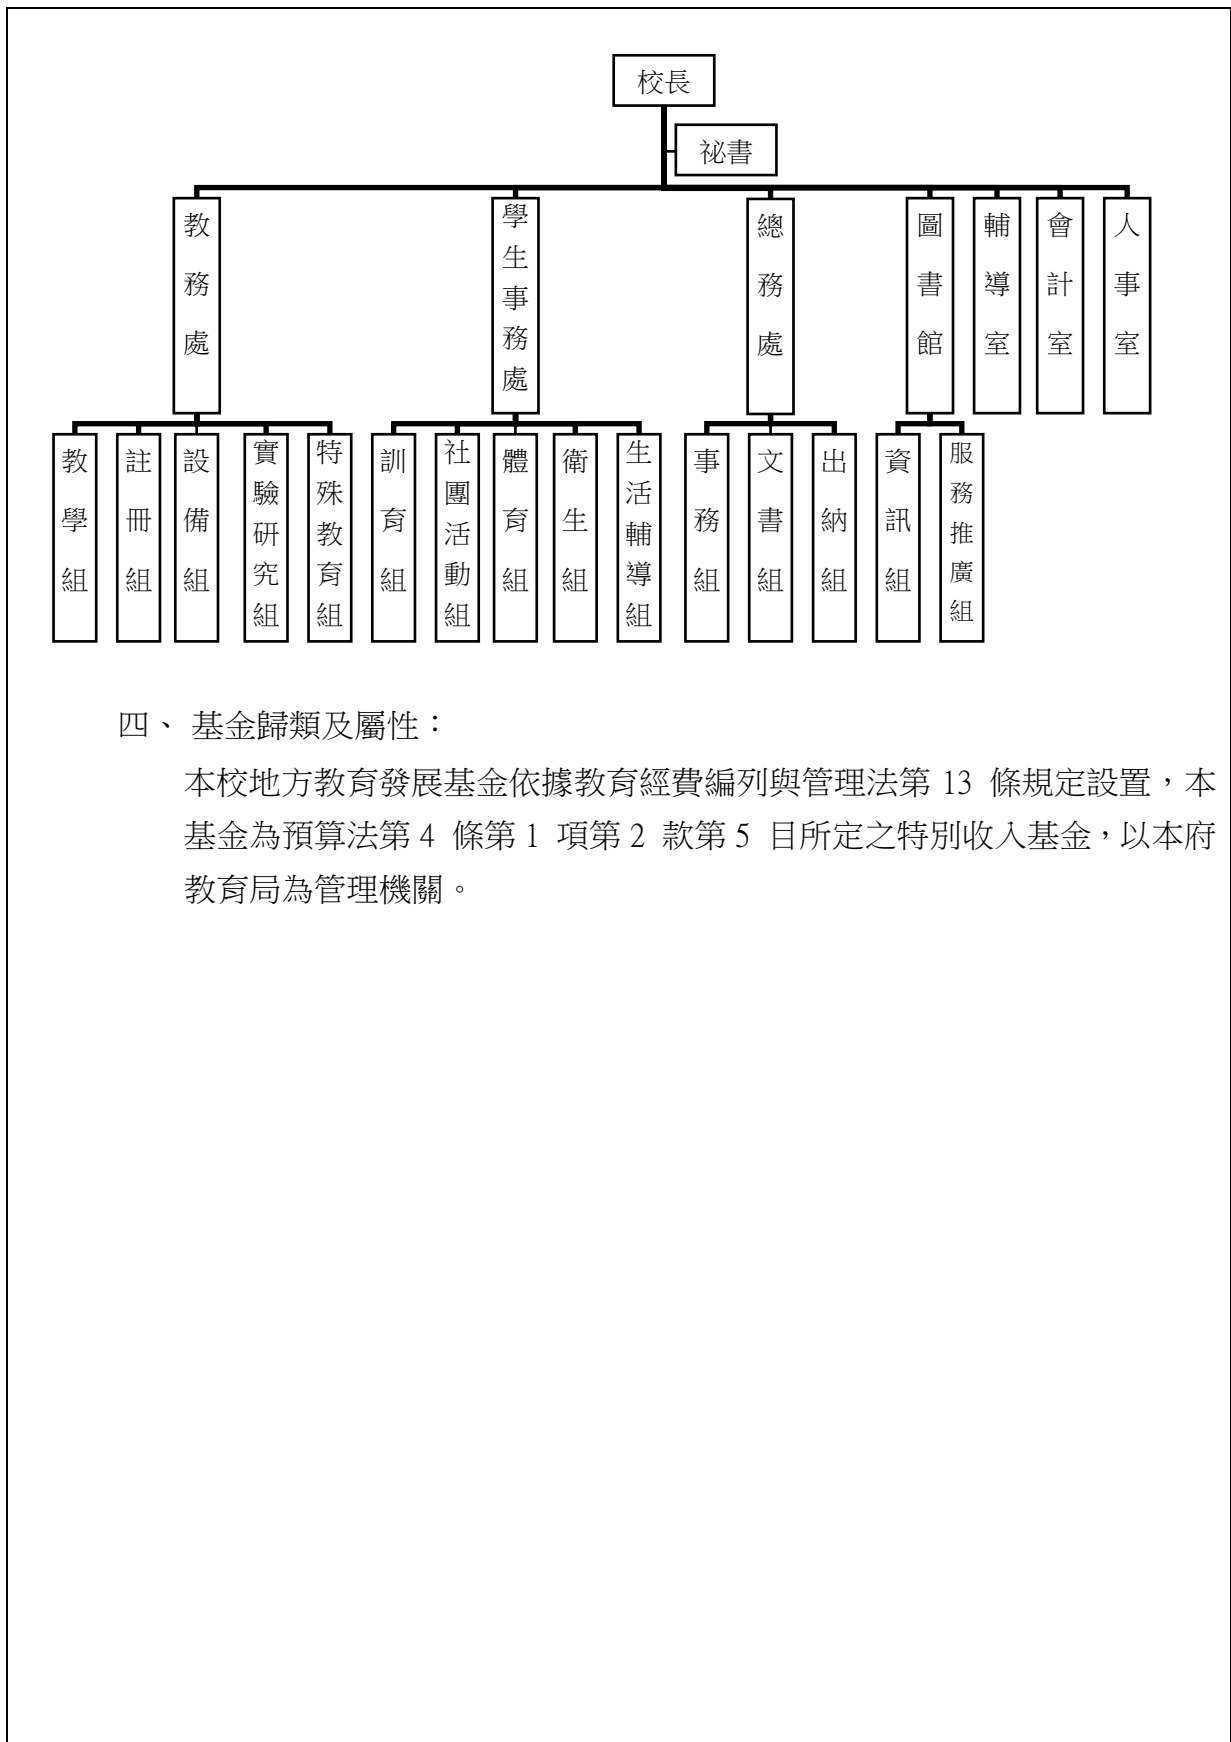 校長
祕書
教務處
學生事務處
總務處
圖書館
輔導室
會計室
人事室
教學組
註冊組
設備組
實驗研究組
特殊教育組
訓育組
社團活動組
體育組
衛生組
生活輔導組
事務組
文書組
出納組
資訊組
服務推廣組
四、 基金歸類及屬性：
本校地方教育發展基金依據教育經費編列與管理法第 13 條規定設置，本
基金為預算法第 4 條第 1 項第 2 款第 5 目所定之特別收入基金，以本府
教育局為管理機關。